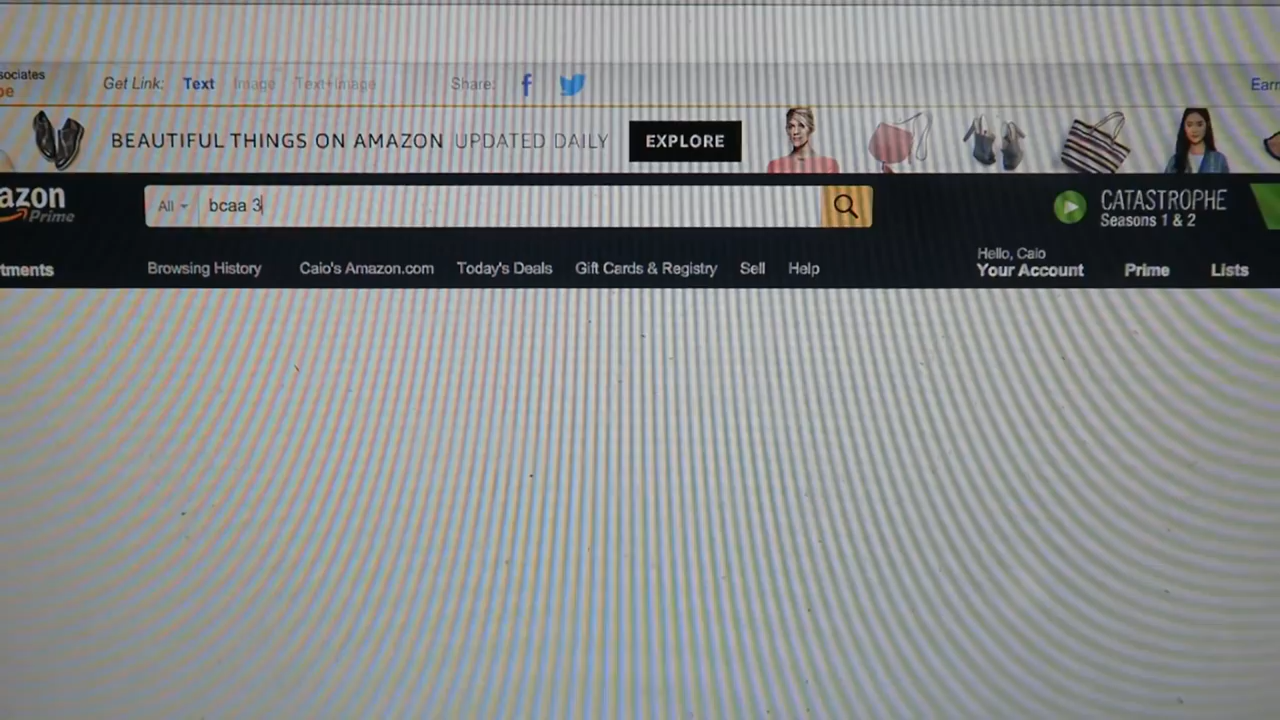 sociates
be
Get Link: Text Image Text+Image Share:
Earn
BEAUTIFUL THINGS ON AMAZON UPDATED DAILY EXPLORE
azon
Prime
All bcaa 3
CATASTROPHE
Seasons 1 & 2
tments
Browsing History Caio's Amazon.com Today's Deals Gift Cards & Registry Sell Help
Hello, Caio
Your Account Prime Lists